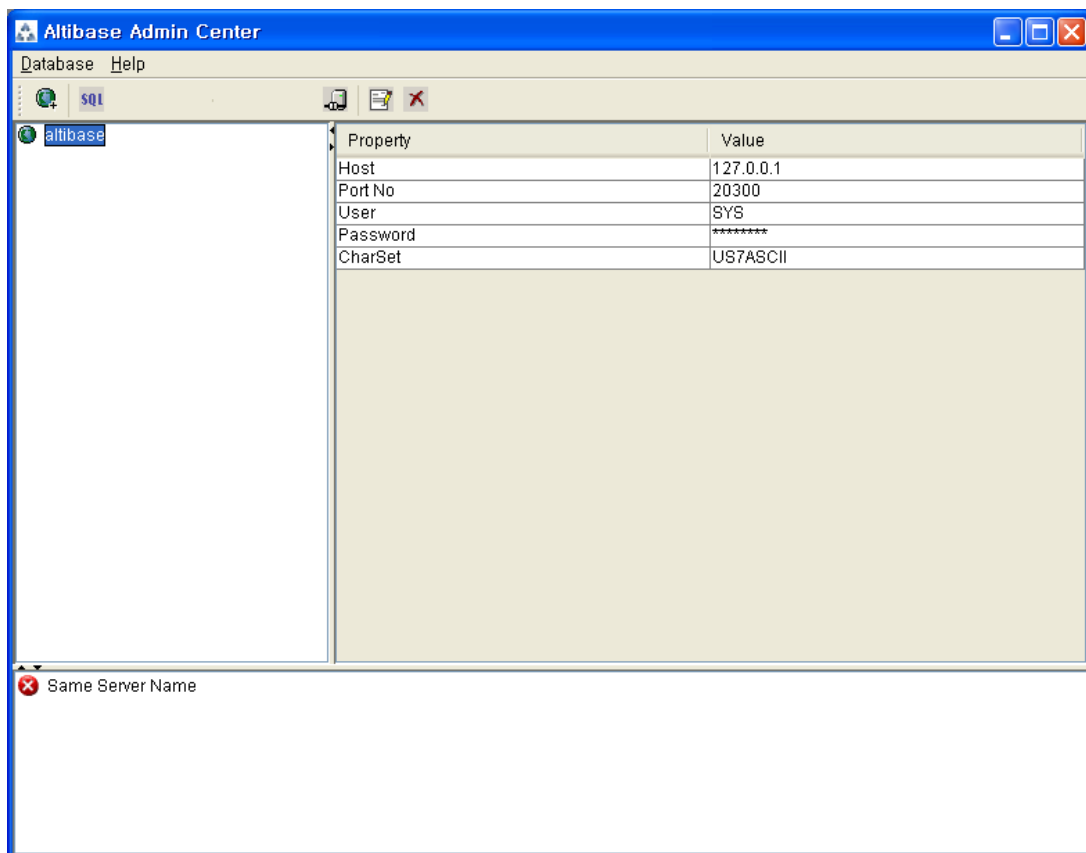 Altibase Admin Center
Database Help
SQL
altibase
Property Value
Host 127.0.0.1
Port No 20300
User SYS
Password ********
CharSet US7ASCII
Same Server Name